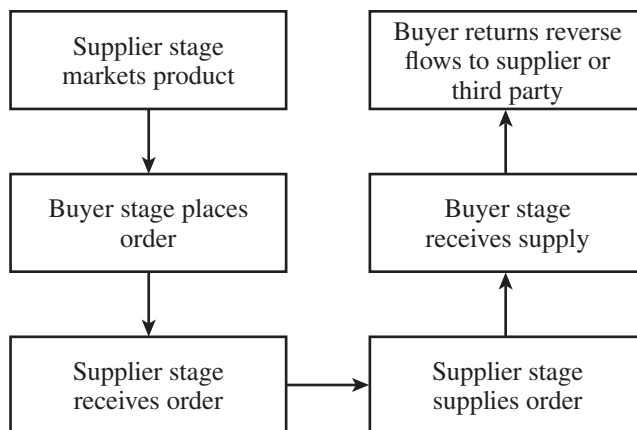 Supplier stage
markets product
Buyer stage places
order
Supplier stage
receives order
Supplier stage
supplies order
Buyer stage
receives supply
Buyer returns reverse
flows to supplier or
third party